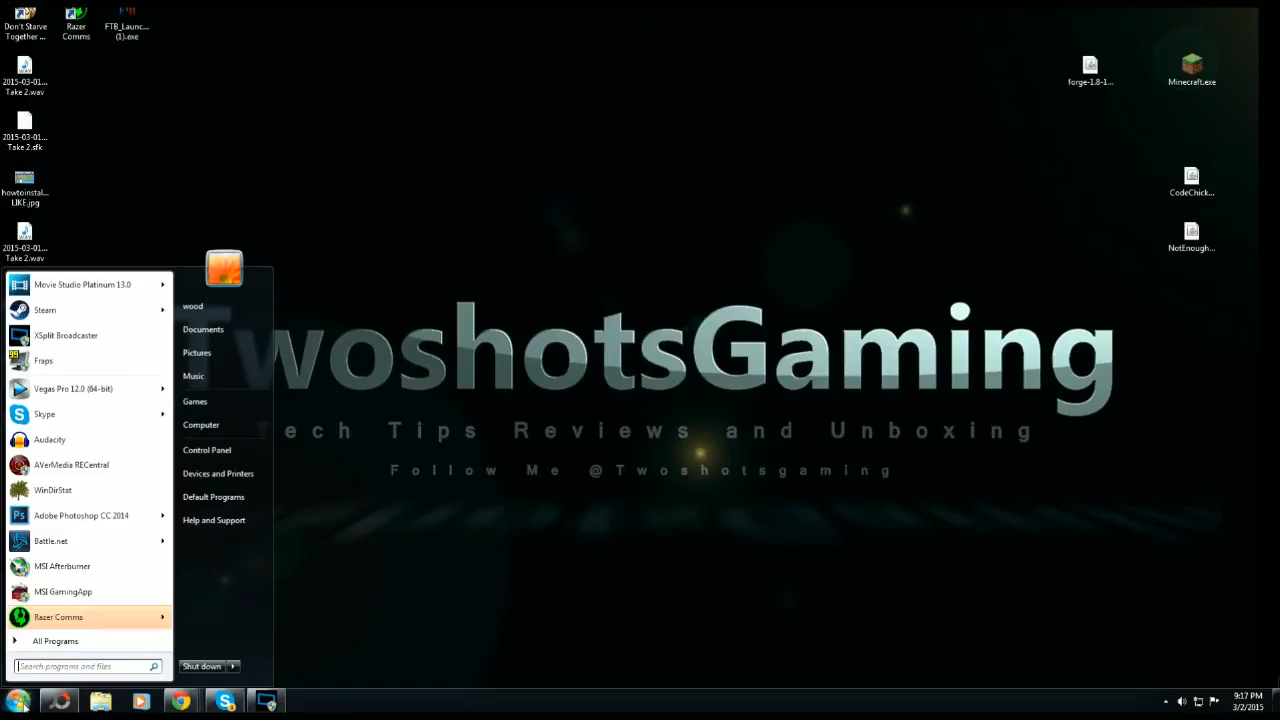 Don't Starve
Together ...
Razer
Comms
FTB_Launc...
(1).exe
2015-03-01...
Take 2.wav
2015-03-01...
Take 2.sfk
howtoinstal...
LIKE.jpg
2015-03-01...
Take 2.wav
forge-1.8-1...
Minecraft.exe
CodeChick...
NotEnough...
TwoshotsGaming
Tech Tips Reviews and Unboxing
Follow Me @Twoshotsgaming
Movie Studio Platinum 13.0
Steam
XSplit Broadcaster
99
Fraps
Vegas Pro 12.0 (64-bit)
Skype
Audacity
AVerMedia RECentral
WinDirStat
Ps
Adobe Photoshop CC 2014
Battle.net
MSI Afterburner
MSI GamingApp
Razer Comms
All Programs
Search programs and files
wood
Documents
Pictures
Music
Games
Computer
Control Panel
Devices and Printers
Default Programs
Help and Support
Shut down
9:17 PM
3/2/2015